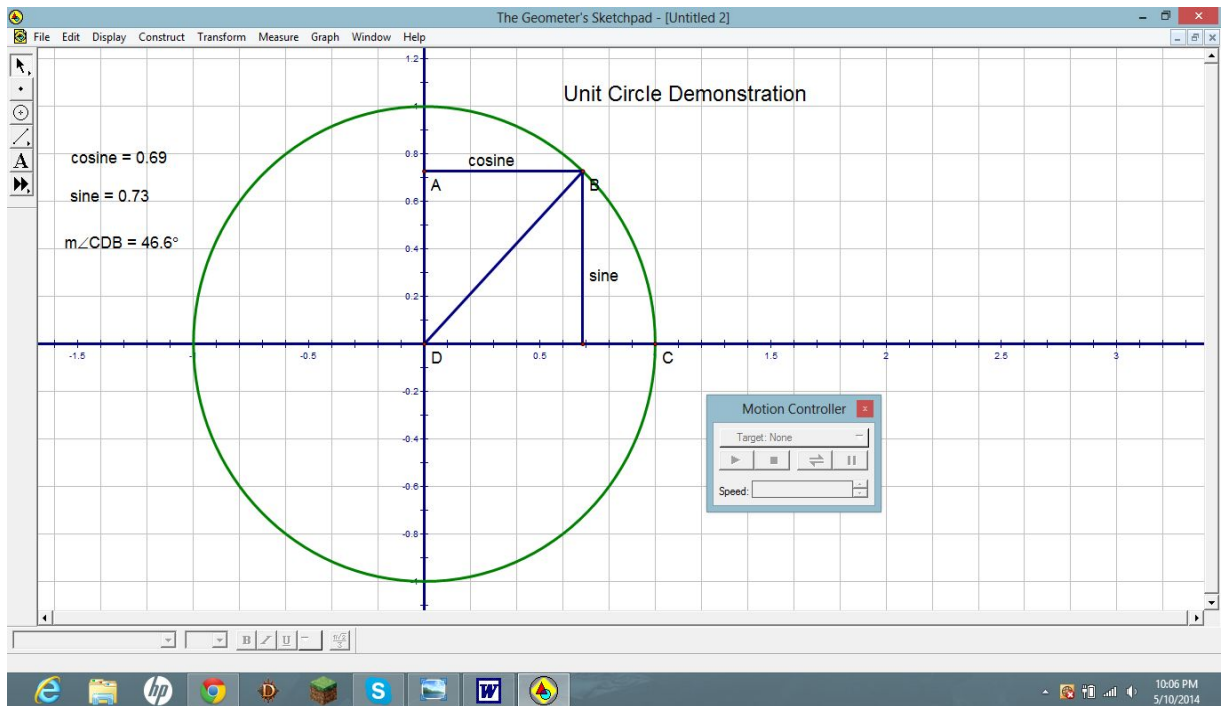 The Geometer's Sketchpad - [Untitled 2]
File Edit Display Construct Transform Measure Graph Window Help
Unit Circle Demonstration
cosine = 0.69
sine = 0.73
m∠CDB = 46.6°
1.2
1
0.8
0.6
0.4
0.2
cosine
A
B
sine
-1.5
-0.5
D
0.5
C
1.5
2
2.5
3
-0.2
-0.4
-0.6
-0.8
-1
A
Motion Controller
Target: None
Speed:
B I U
hp
D
S
W
10:06 PM
5/10/2014